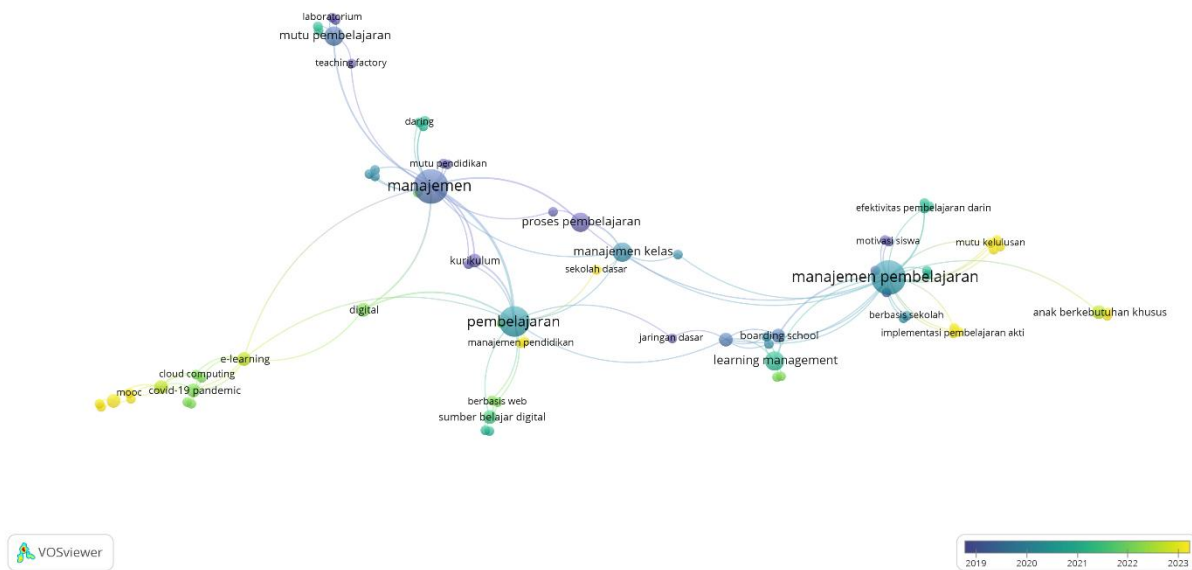 laboratorium
mutu pembelajaran
teaching factory
daring
mutu pendidikan
manajemen
proses pembelajaran
efektivitas pembelajaran darin
motivasi siswa
mutu kelulusan
manajemen kelas
kurikulum
sekolah dasar
manajemen pembelajaran
digital
berbasis sekolah
anak berkebutuhan khusus
pembelajaran
implementasi pembelajaran akti
manajemen pendidikan
jaringan dasar
boarding school
e-learning
learning management
cloud computing
mooc
covid-19 pandemic
berbasis web
sumber belajar digital
VOSviewer
2019 2020 2021 2022 2023